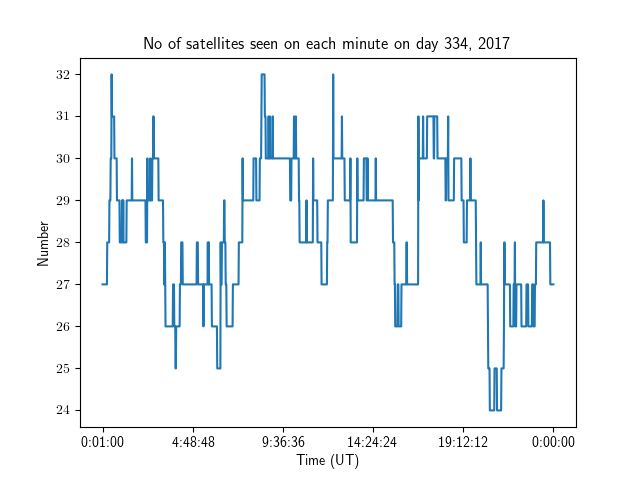 No of satellites seen on each minute on day 334, 2017
32
31
30
29
28
27
26
25
24
Number
0:01:00 4:48:48 9:36:36 14:24:24 19:12:12 0:00:00
Time (UT)